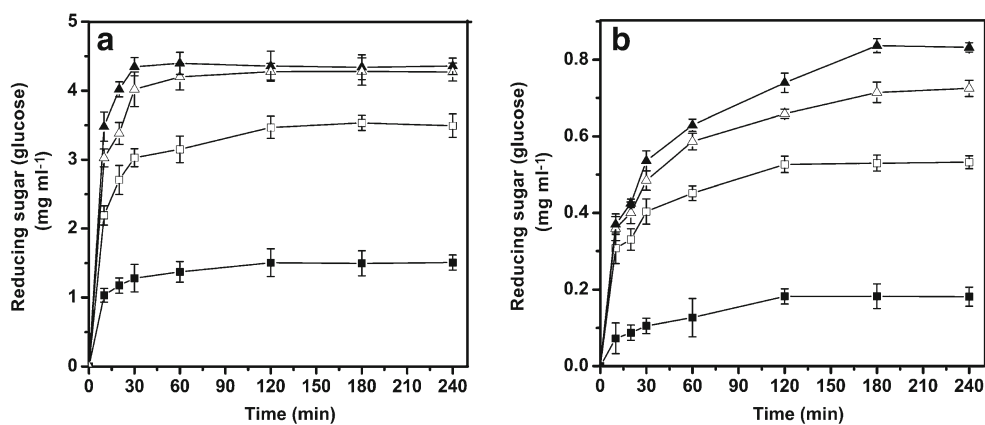 a
5
4
3
2
1
0
Reducing sugar (glucose)
(mg ml-1)
0 30 60 90 120 150 180 210 240
Time (min)
b
0.8
0.6
0.4
0.2
0.0
Reducing sugar (glucose)
(mg ml-1)
0 30 60 90 120 150 180 210 240
Time (min)